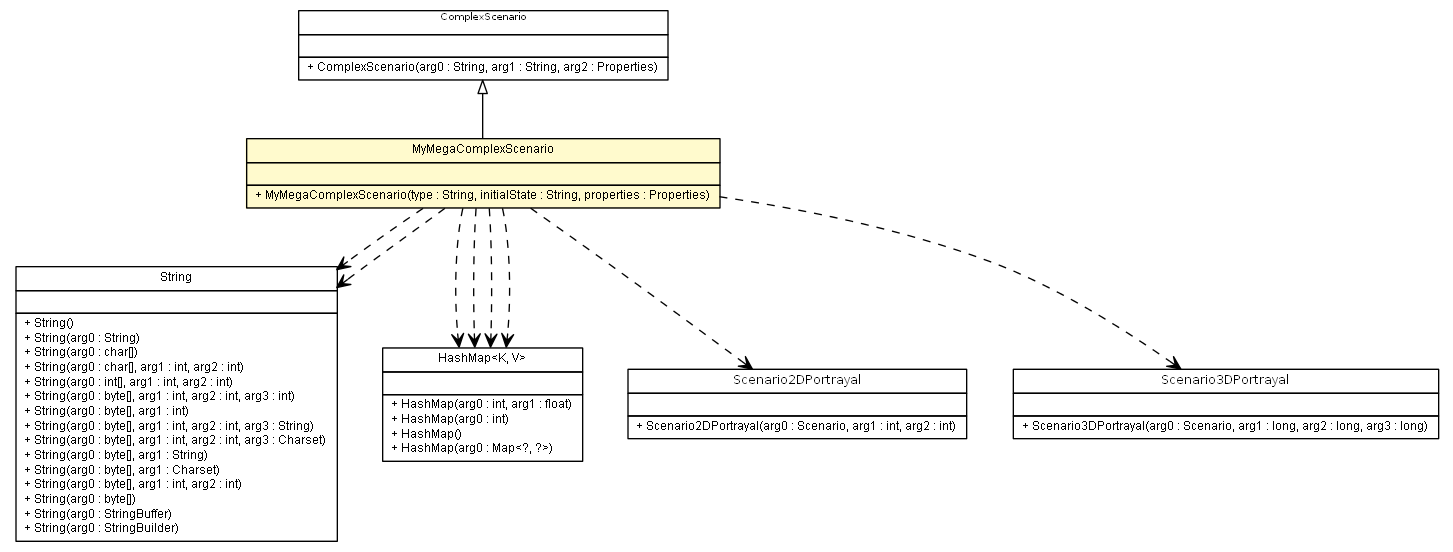 ComplexScenario
+ ComplexScenario(arg0 : String, arg1 : String, arg2 : Properties)
MyMegaComplexScenario
+ MyMegaComplexScenario(type : String, initialState : String, properties : Properties)
String
+ String()
+ String(arg0 : String)
+ String(arg0 : char[])
+ String(arg0 : char[], arg1 : int, arg2 : int)
+ String(arg0 : int[], arg1 : int, arg2 : int)
+ String(arg0 : byte[], arg1 : int, arg2 : int, arg3 : int)
+ String(arg0 : byte[], arg1 : int)
+ String(arg0 : byte[], arg1 : int, arg2 : int, arg3 : String)
+ String(arg0 : byte[], arg1 : int, arg2 : int, arg3 : Charset)
+ String(arg0 : byte[], arg1 : String)
+ String(arg0 : byte[], arg1 : Charset)
+ String(arg0 : byte[], arg1 : int, arg2 : int)
+ String(arg0 : byte[])
+ String(arg0 : StringBuffer)
+ String(arg0 : StringBuilder)
HashMap<K, V>
+ HashMap(arg0 : int, arg1 : float)
+ HashMap(arg0 : int)
+ HashMap()
+ HashMap(arg0 : Map<?, ?>)
Scenario2DPortrayal
+ Scenario2DPortrayal(arg0 : Scenario, arg1 : int, arg2 : int)
Scenario3DPortrayal
+ Scenario3DPortrayal(arg0 : Scenario, arg1 : long, arg2 : long, arg3 : long)